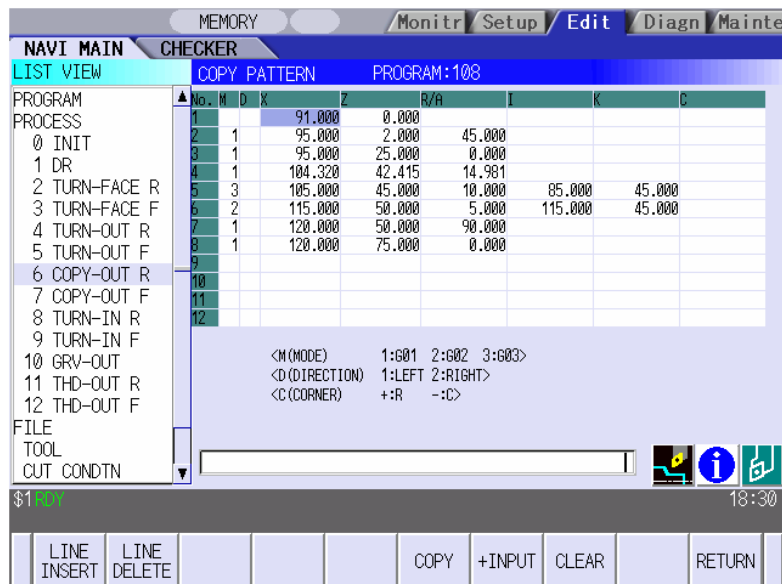 MEMORY Monitr Setup Edit Diagn Mainte
NAVI MAIN CHECKER
LIST VIEW COPY PATTERN PROGRAM:108
PROGRAM
PROCESS
0 INIT
1 DR
2 TURN-FACE R
3 TURN-FACE F
4 TURN-OUT R
5 TURN-OUT F
6 COPY-OUT R
7 COPY-OUT F
8 TURN-IN R
9 TURN-IN F
10 GRV-OUT
11 THD-OUT R
12 THD-OUT F
FILE
TOOL
CUT CONDTN
No. M D X Z R/A I K C
1 91.000 0.000
2 1 95.000 2.000 45.000
3 1 95.000 25.000 0.000
4 1 104.320 42.415 14.981
5 3 105.000 45.000 10.000 85.000 45.000
6 2 115.000 50.000 5.000 115.000 45.000
7 1 120.000 50.000 90.000
8 1 120.000 75.000 0.000
9
10
11
12
<M(MODE) 1:G01 2:G02 3:G03>
<D(DIRECTION) 1:LEFT 2:RIGHT>
<C(CORNER) +:R -:C>
$1 RDY 18:30
LINE INSERT LINE DELETE COPY +INPUT CLEAR RETURN